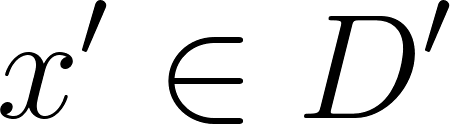 x′ ∈ D′